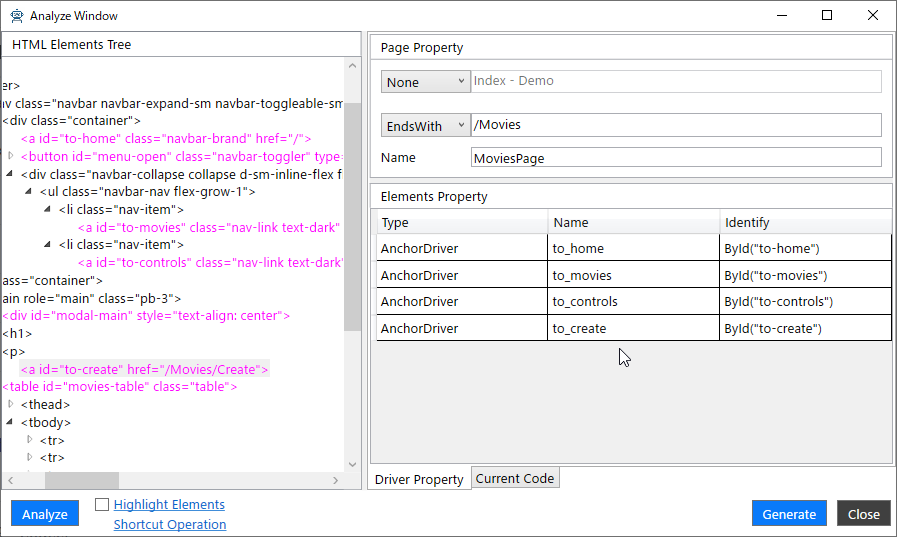 Analyze Window
HTML Elements Tree
er>
av class="navbar navbar-expand-sm navbar-toggleable-sm
<div class="container">
<a id="to-home" class="navbar-brand" href="/">
<button id="menu-open" class="navbar-toggler" type=
<div class="navbar-collapse collapse d-sm-inline-flex f
<ul class="navbar-nav flex-grow-1">
<li class="nav-item">
<a id="to-movies" class="nav-link text-dark"
<li class="nav-item">
<a id="to-controls" class="nav-link text-dark"
lass="container">
ain role="main" class="pb-3">
<div id="modal-main" style="text-align: center">
<h1>
<p>
<a id="to-create" href="/Movies/Create">
<table id="movies-table" class="table">
<thead>
<tbody>
<tr>
<tr>
Page Property
None Index - Demo
EndsWith /Movies
Name MoviesPage
Elements Property
Type Name Identify
AnchorDriver to_home ById("to-home")
AnchorDriver to_movies ById("to-movies")
AnchorDriver to_controls ById("to-controls")
AnchorDriver to_create ById("to-create")
Driver Property Current Code
Analyze Highlight Elements
Shortcut Operation
Generate Close